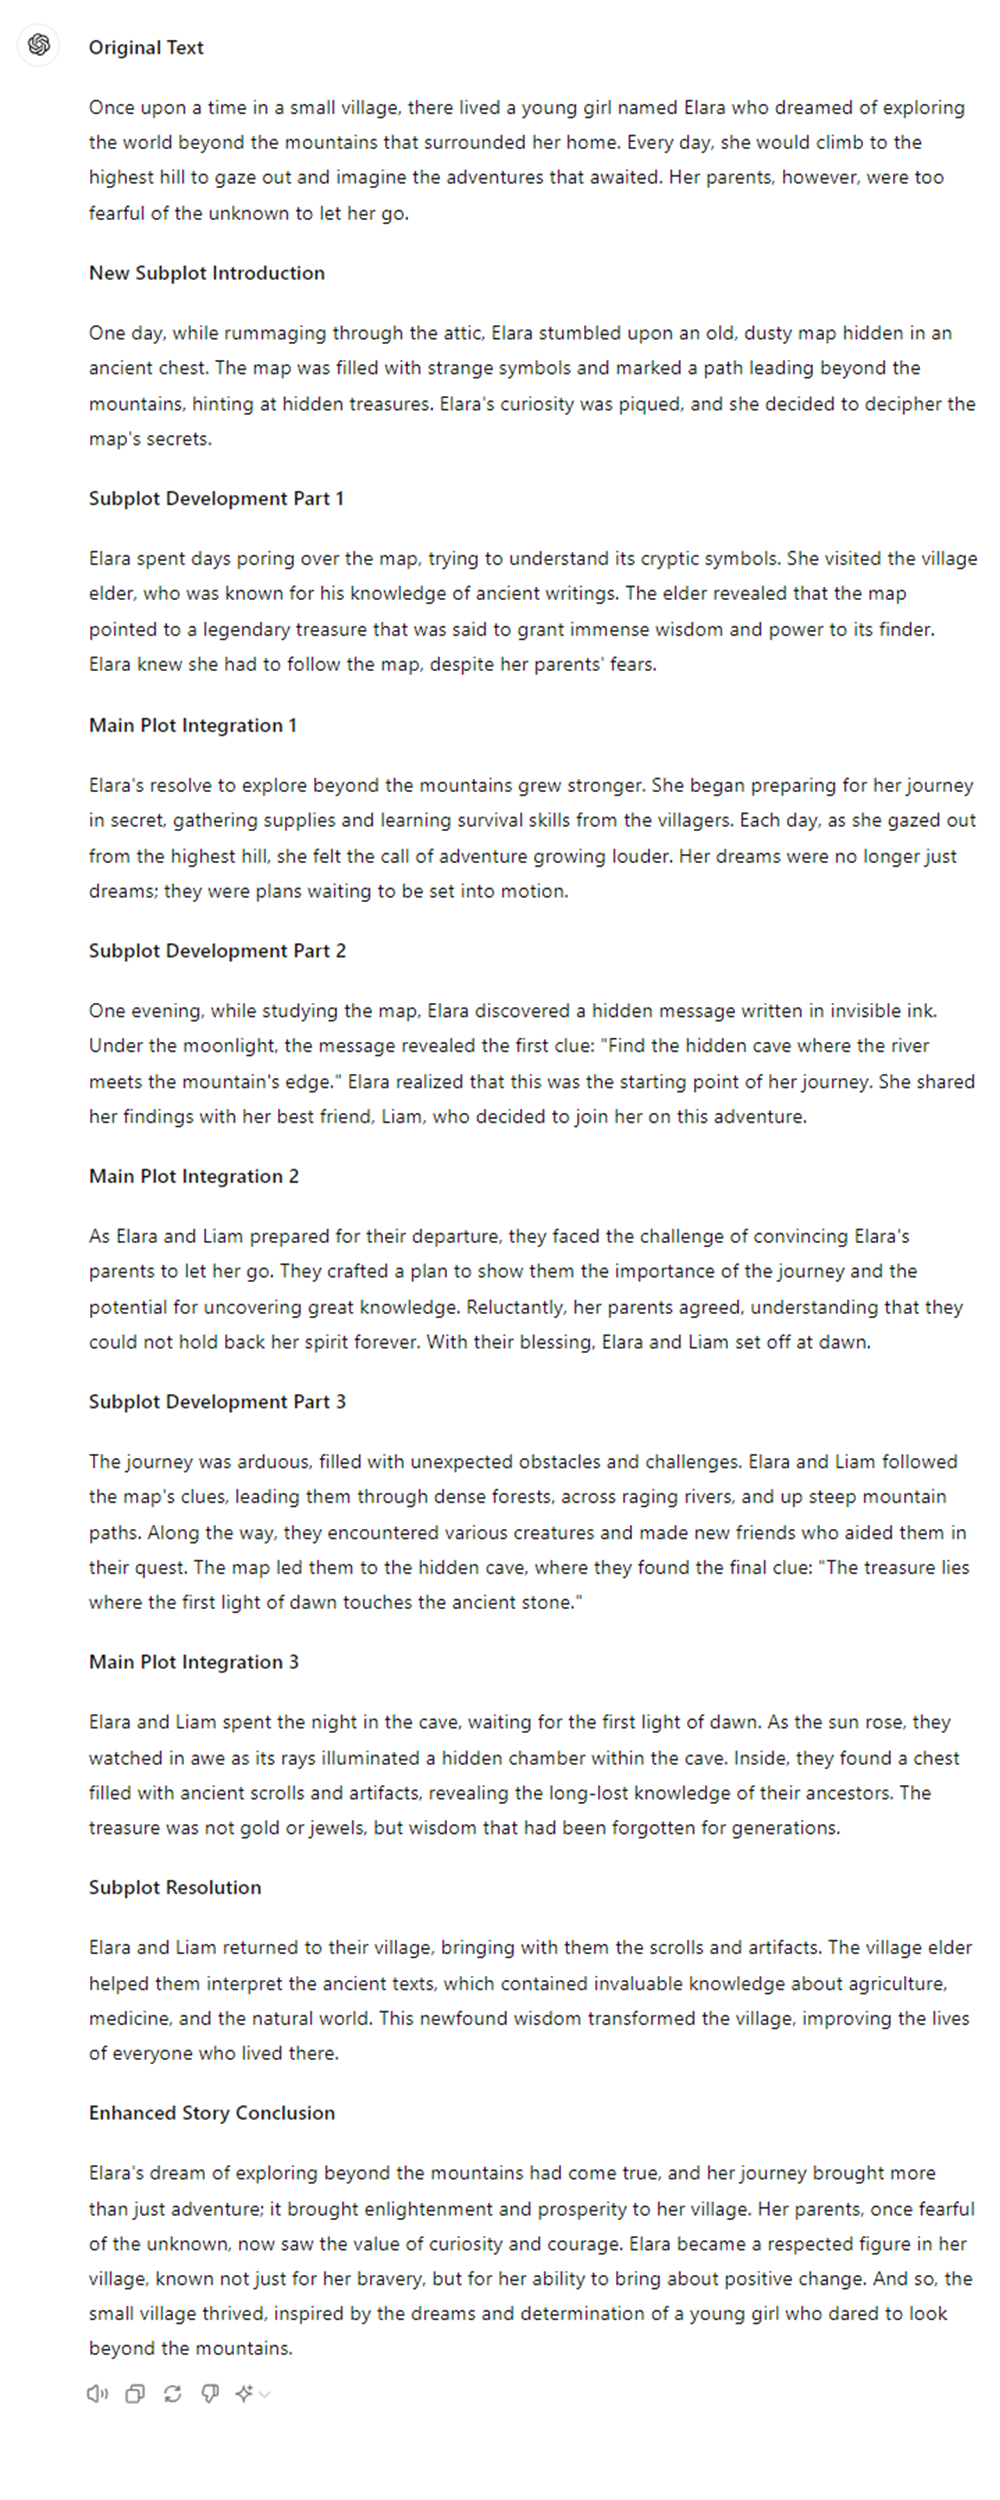 Original Text
Once upon a time in a small village, there lived a young girl named Elara who dreamed of exploring
the world beyond the mountains that surrounded her home. Every day, she would climb to the
highest hill to gaze out and imagine the adventures that awaited. Her parents, however, were too
fearful of the unknown to let her go.
New Subplot Introduction
One day, while rummaging through the attic, Elara stumbled upon an old, dusty map hidden in an
ancient chest. The map was filled with strange symbols and marked a path leading beyond the
mountains, hinting at hidden treasures. Elara's curiosity was piqued, and she decided to decipher the
map's secrets.
Subplot Development Part 1
Elara spent days poring over the map, trying to understand its cryptic symbols. She visited the village
elder, who was known for his knowledge of ancient writings. The elder revealed that the map
pointed to a legendary treasure that was said to grant immense wisdom and power to its finder.
Elara knew she had to follow the map, despite her parents' fears.
Main Plot Integration 1
Elara's resolve to explore beyond the mountains grew stronger. She began preparing for her journey
in secret, gathering supplies and learning survival skills from the villagers. Each day, as she gazed out
from the highest hill, she felt the call of adventure growing louder. Her dreams were no longer just
dreams; they were plans waiting to be set into motion.
Subplot Development Part 2
One evening, while studying the map, Elara discovered a hidden message written in invisible ink.
Under the moonlight, the message revealed the first clue: "Find the hidden cave where the river
meets the mountain's edge." Elara realized that this was the starting point of her journey. She shared
her findings with her best friend, Liam, who decided to join her on this adventure.
Main Plot Integration 2
As Elara and Liam prepared for their departure, they faced the challenge of convincing Elara's
parents to let her go. They crafted a plan to show them the importance of the journey and the
potential for uncovering great knowledge. Reluctantly, her parents agreed, understanding that they
could not hold back her spirit forever. With their blessing, Elara and Liam set off at dawn.
Subplot Development Part 3
The journey was arduous, filled with unexpected obstacles and challenges. Elara and Liam followed
the map's clues, leading them through dense forests, across raging rivers, and up steep mountain
paths. Along the way, they encountered various creatures and made new friends who aided them in
their quest. The map led them to the hidden cave, where they found the final clue: "The treasure lies
where the first light of dawn touches the ancient stone."
Main Plot Integration 3
Elara and Liam spent the night in the cave, waiting for the first light of dawn. As the sun rose, they
watched in awe as its rays illuminated a hidden chamber within the cave. Inside, they found a chest
filled with ancient scrolls and artifacts, revealing the long-lost knowledge of their ancestors. The
treasure was not gold or jewels, but wisdom that had been forgotten for generations.
Subplot Resolution
Elara and Liam returned to their village, bringing with them the scrolls and artifacts. The village elder
helped them interpret the ancient texts, which contained invaluable knowledge about agriculture,
medicine, and the natural world. This newfound wisdom transformed the village, improving the lives
of everyone who lived there.
Enhanced Story Conclusion
Elara's dream of exploring beyond the mountains had come true, and her journey brought more
than just adventure; it brought enlightenment and prosperity to her village. Her parents, once fearful
of the unknown, now saw the value of curiosity and courage. Elara became a respected figure in her
village, known not just for her bravery, but for her ability to bring about positive change. And so, the
small village thrived, inspired by the dreams and determination of a young girl who dared to look
beyond the mountains.